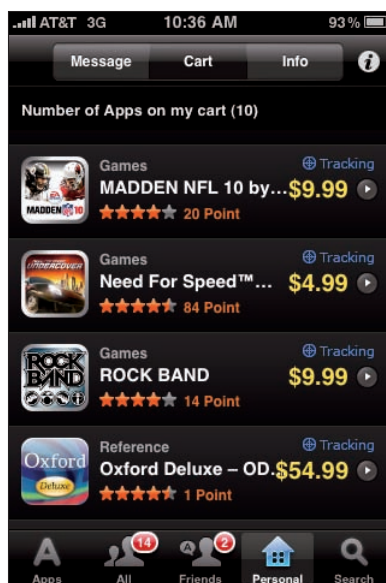 AT&T 3G 10:36 AM 93%
Message Cart Info
Number of Apps on my cart (10)
Games Tracking
MADDEN NFL 10 by... $9.99
20 Point
MADDEN NFL 10
Games Tracking
Need For Speed™... $4.99
84 Point
UNDERCOVER
Games Tracking
ROCK BAND $9.99
14 Point
ROCK BAND
Reference Tracking
Oxford Deluxe – OD. $54.99
1 Point
Oxford
Deluxe
14 2
Apps All Friends Personal Search